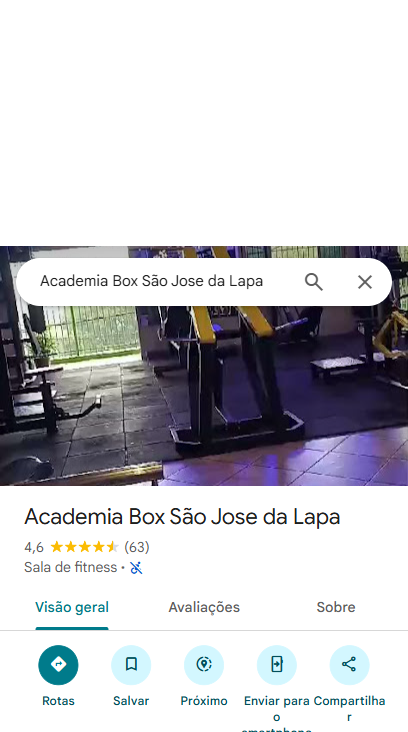 Academia Box São Jose da Lapa
Academia Box São Jose da Lapa
4,6 (63)
Sala de fitness ·
Visão geral Avaliações Sobre
Rotas Salvar Próximo Enviar para o smartphone Compartilhar